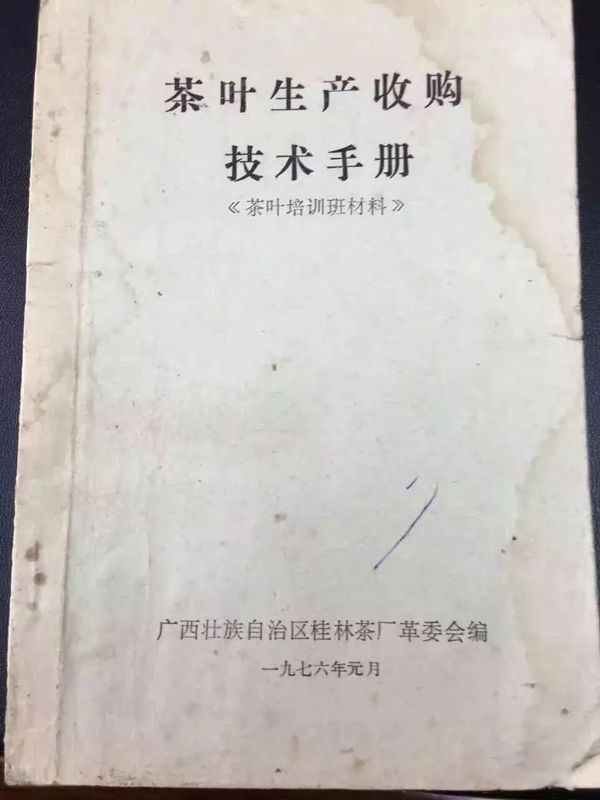 茶叶生产收购
技术手册
《茶叶培训班材料》
广西壮族自治区桂林茶厂革委会编
一九七六年元月